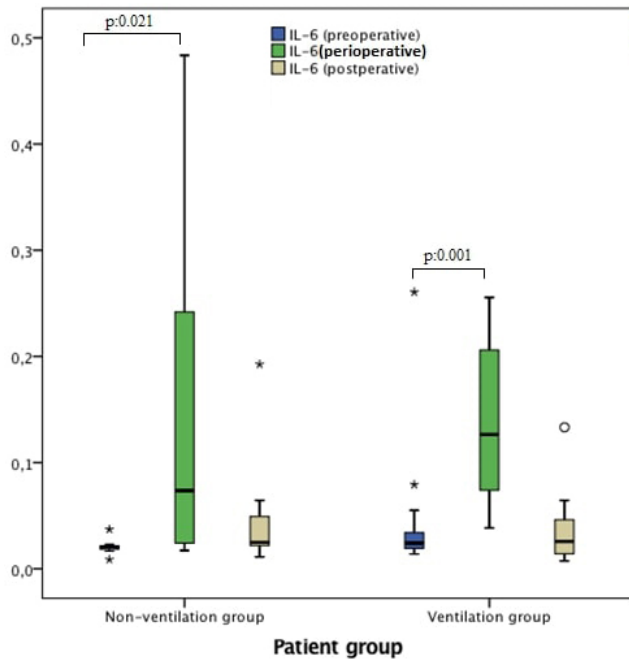 p:0.021
IL-6 (preoperative)
IL-6(perioperative)
IL-6 (postperative)
0,5
0,4
0,3
p:0.001
0,2
0,1
0,0
Non-ventilation group
Ventilation group
Patient group